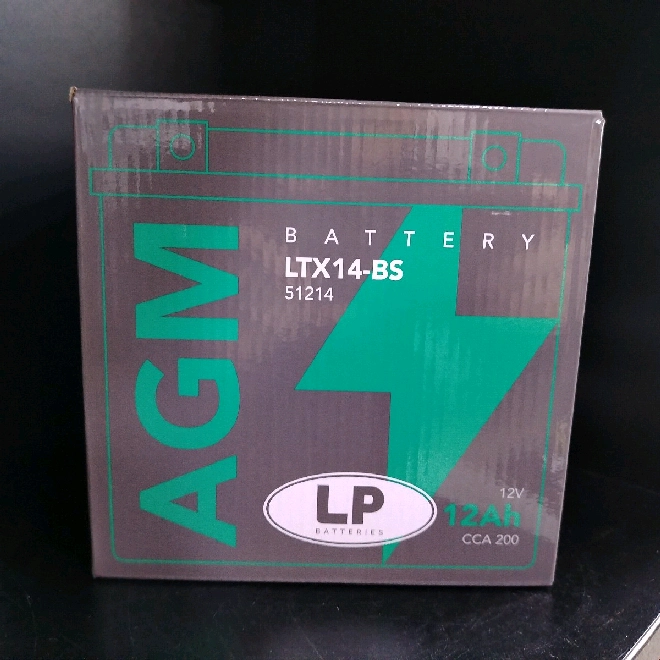 AGM
BATTERY
LTX14-BS
51214
LP
BATTERIES
12V
12Ah
CCA 200